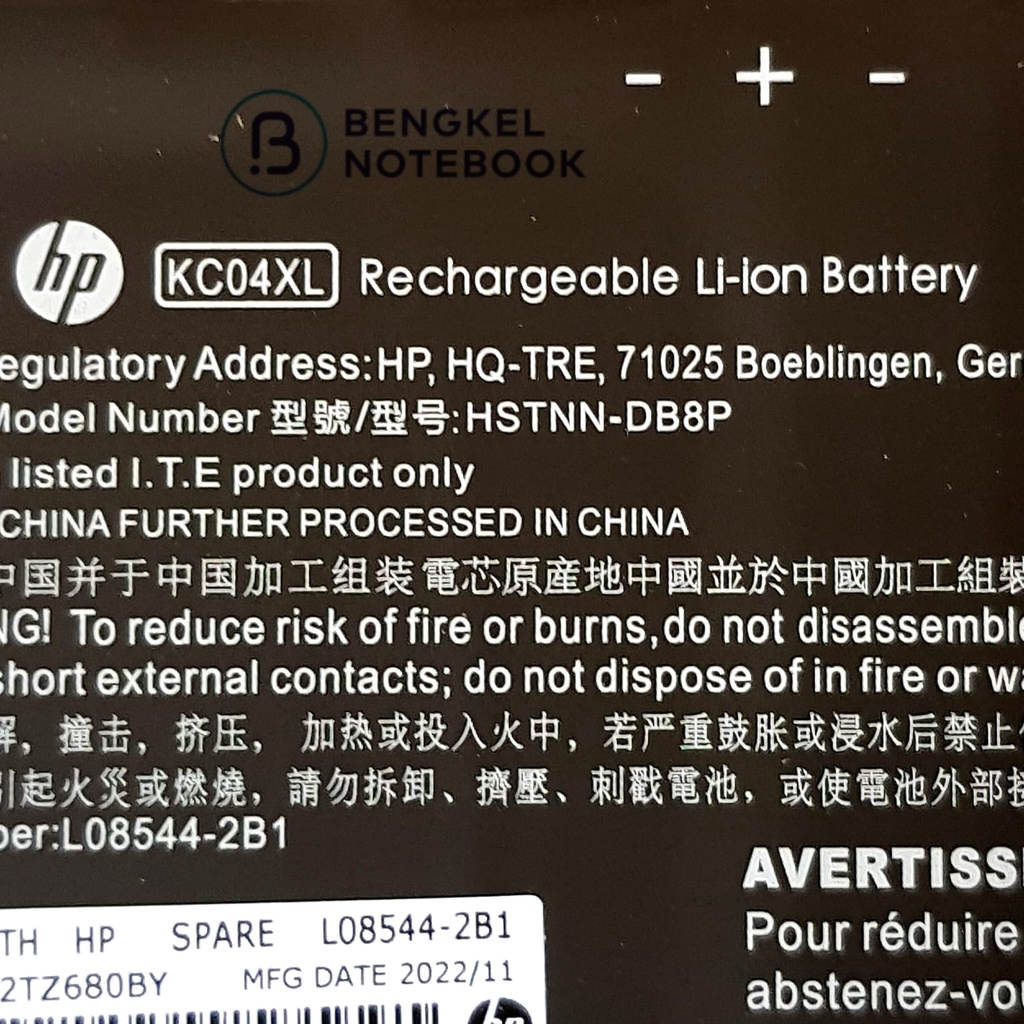 - + -
BENGKEL
NOTEBOOK
hp KC04XL Rechargeable Li-ion Battery
egulatory Address:HP, HQ-TRE, 71025 Boeblingen, Ger
Model Number 型號/型号:HSTNN-DB8P
listed I.T.E product only
CHINA FURTHER PROCESSED IN CHINA
中国并于中国加工组装電芯原產地中國並於中國加工組裝
NG! To reduce risk of fire or burns,do not disassemble
short external contacts; do not dispose of in fire or wa
解, 撞击, 挤压, 加热或投入火中, 若严重鼓胀或浸水后禁止
引起火災或燃燒, 請勿拆卸、擠壓、刺戳電池, 或使電池外部接
ber:L08544-2B1
AVERTISS
Pour réduire
abstenez-vou
TH HP SPARE L08544-2B1
2TZ680BY MFG DATE 2022/11
hp